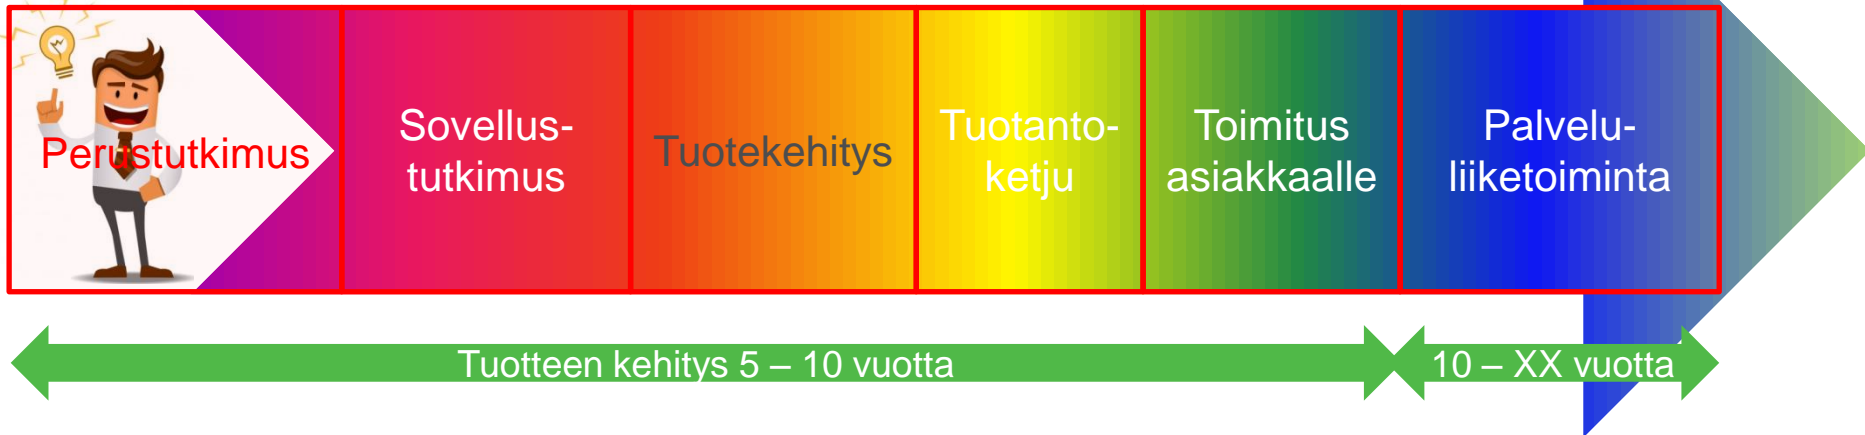 Perustutkimus
Sovellus-
tutkimus
Tuotekehitys
Tuotanto-
ketju
Toimitus
asiakkaalle
Palvelu-
liiketoiminta
Tuotteen kehitys 5 – 10 vuotta
10 – XX vuotta